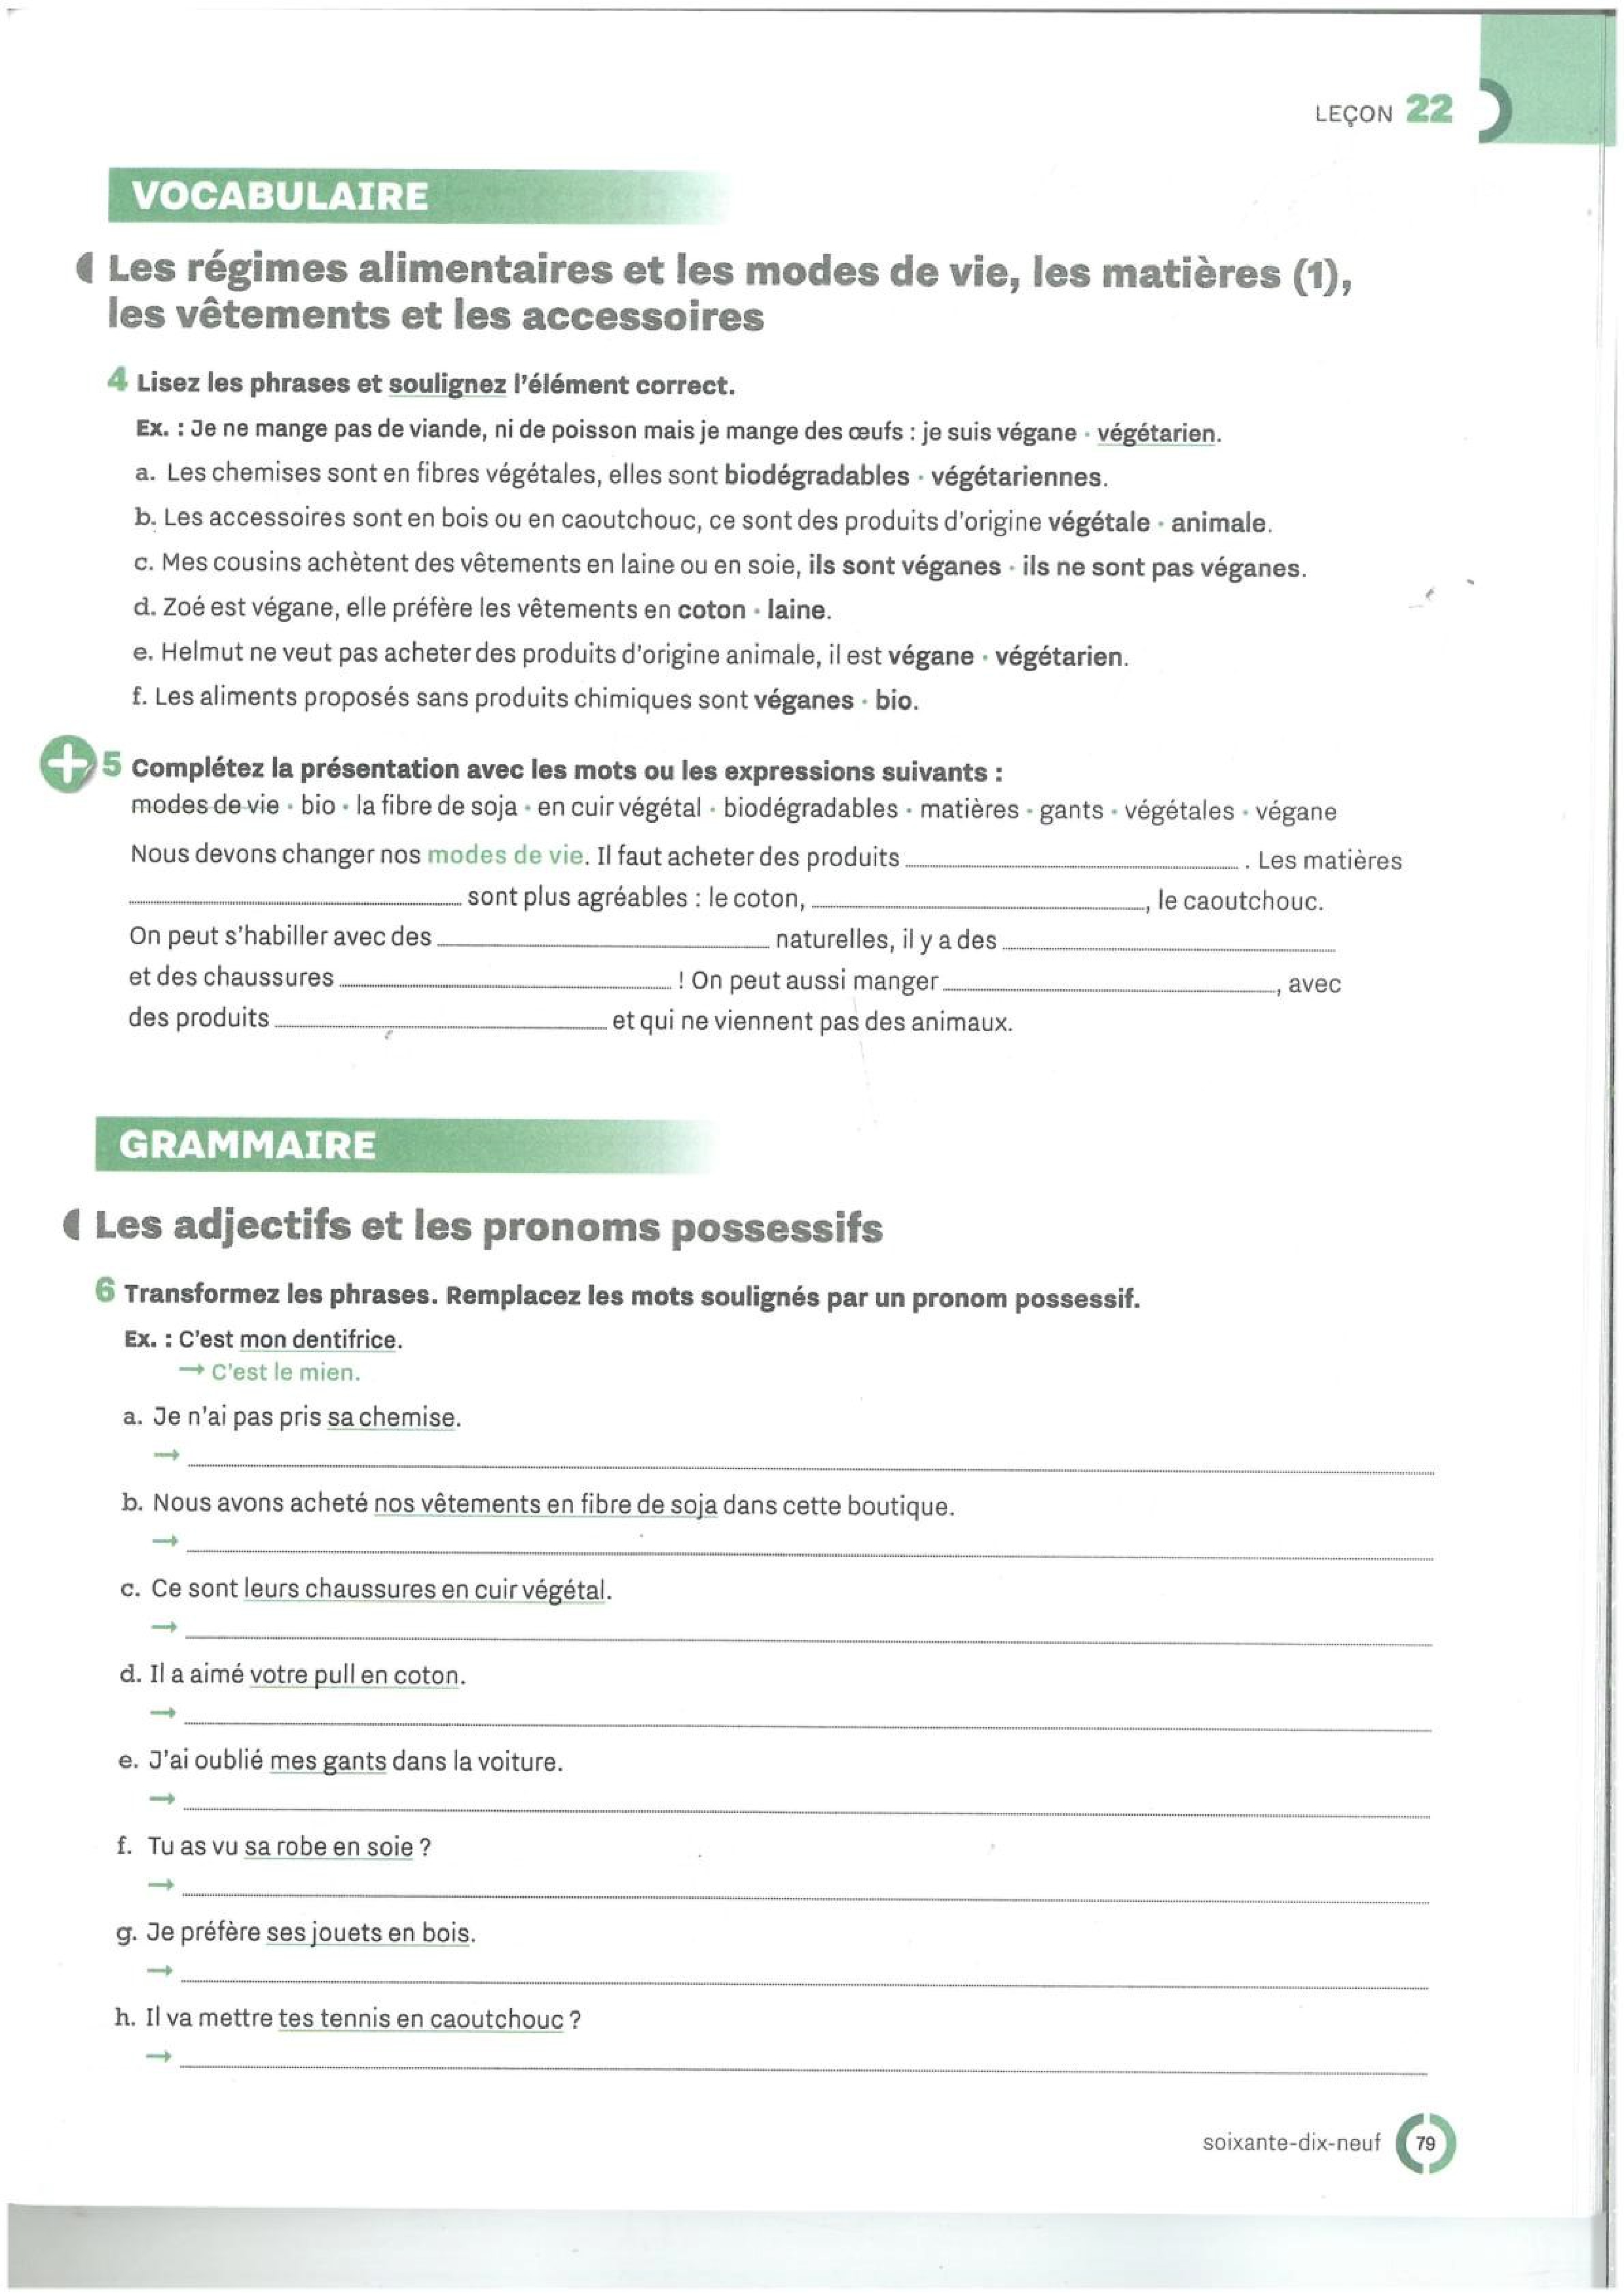 LEÇON 22
VOCABULAIRE
Les régimes alimentaires et les modes de vie, les matières (1),
les vêtements et les accessoires
4 Lisez les phrases et soulignez l'élément correct.
Ex. : Je ne mange pas de viande, ni de poisson mais je mange des œufs : je suis végane · végétarien.
a. Les chemises sont en fibres végétales, elles sont biodégradables · végétariennes.
b. Les accessoires sont en bois ou en caoutchouc, ce sont des produits d'origine végétale · animale.
c. Mes cousins achètent des vêtements en laine ou en soie, ils sont véganes · ils ne sont pas véganes.
d. Zoé est végane, elle préfère les vêtements en coton · laine.
e. Helmut ne veut pas acheter des produits d'origine animale, il est végane · végétarien.
f. Les aliments proposés sans produits chimiques sont véganes · bio.
+ 5 Complétez la présentation avec les mots ou les expressions suivants :
modes de vie · bio · la fibre de soja · en cuir végétal · biodégradables · matières · gants · végétales · végane
Nous devons changer nos modes de vie. Il faut acheter des produits . Les matières
sont plus agréables : le coton, , le caoutchouc.
On peut s'habiller avec des naturelles, il y a des
et des chaussures ! On peut aussi manger , avec
des produits et qui ne viennent pas des animaux.
GRAMMAIRE
Les adjectifs et les pronoms possessifs
6 Transformez les phrases. Remplacez les mots soulignés par un pronom possessif.
Ex. : C'est mon dentifrice.
→ C'est le mien.
a. Je n'ai pas pris sa chemise.
→
b. Nous avons acheté nos vêtements en fibre de soja dans cette boutique.
→
c. Ce sont leurs chaussures en cuir végétal.
→
d. Il a aimé votre pull en coton.
→
e. J'ai oublié mes gants dans la voiture.
→
f. Tu as vu sa robe en soie ?
→
g. Je préfère ses jouets en bois.
→
h. Il va mettre tes tennis en caoutchouc ?
→
soixante-dix-neuf 79